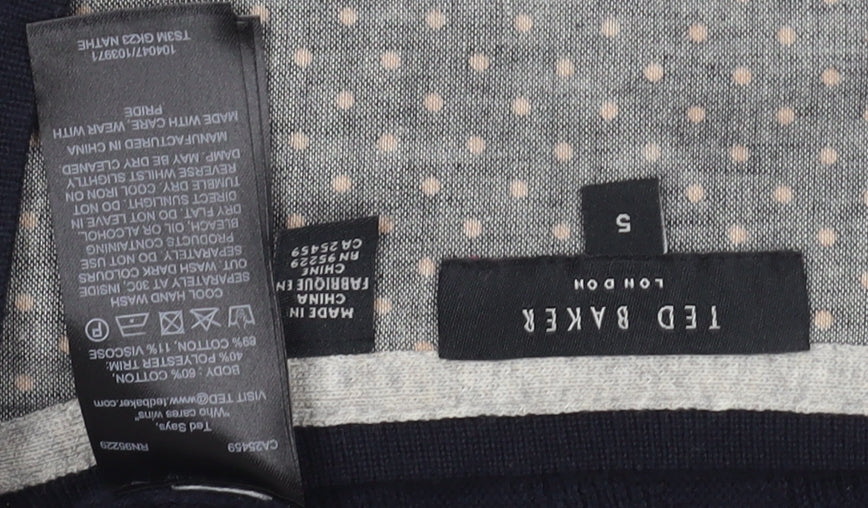 TED BAKER
LONDON
5
MADE IN
CHINA
FABRIQUE EN
CHINE
RN 95229
CA 25459
CA25459 RN95229
Ted Says,
"Who cares wins"
VISIT TED@www.tedbaker.com
BODY : 60% COTTON,
40% POLYESTER TRIM:
89% COTTON, 11% VISCOSE
P
COOL HAND WASH
SEPARATELY AT 30C, INSIDE
OUT. WASH DARK COLOURS
SEPARATELY. DO NOT USE
PRODUCTS CONTAINING
BLEACH, OR OIL, ALCOHOL.
DRY FLAT. DO NOT LEAVE IN
DIRECT SUNLIGHT. DO NOT
TUMBLE DRY. COOL IRON ON
REVERSE WHILST SLIGHTLY
DAMP. MAY BE DRY CLEANED
MANUFACTURED IN CHINA
MADE WITH CARE, WEAR WITH
PRIDE
104047/103971
TS3M GK23 NATHE